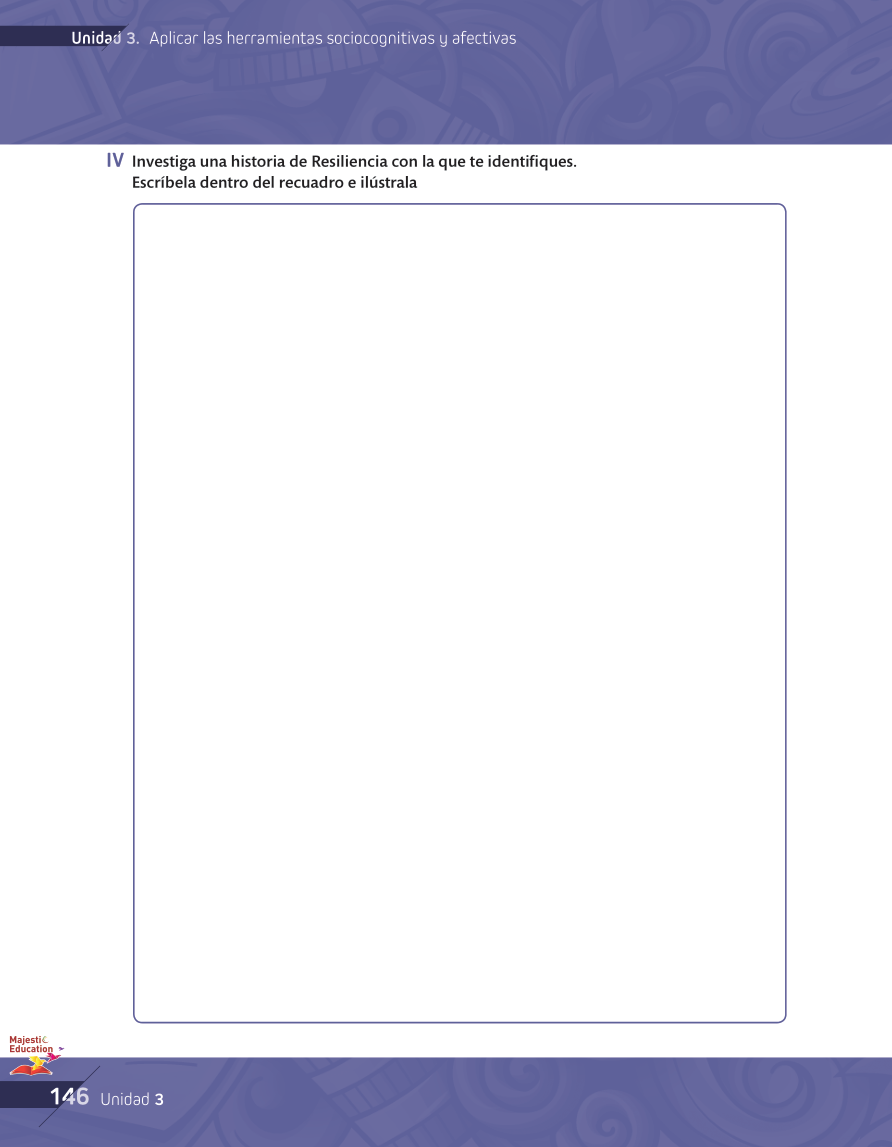 Unidad 3. Aplicar las herramientas sociocognitivas y afectivas
IV Investiga una historia de Resiliencia con la que te identifiques.
Escríbela dentro del recuadro e ilústrala
Majestic
Education
146 Unidad 3